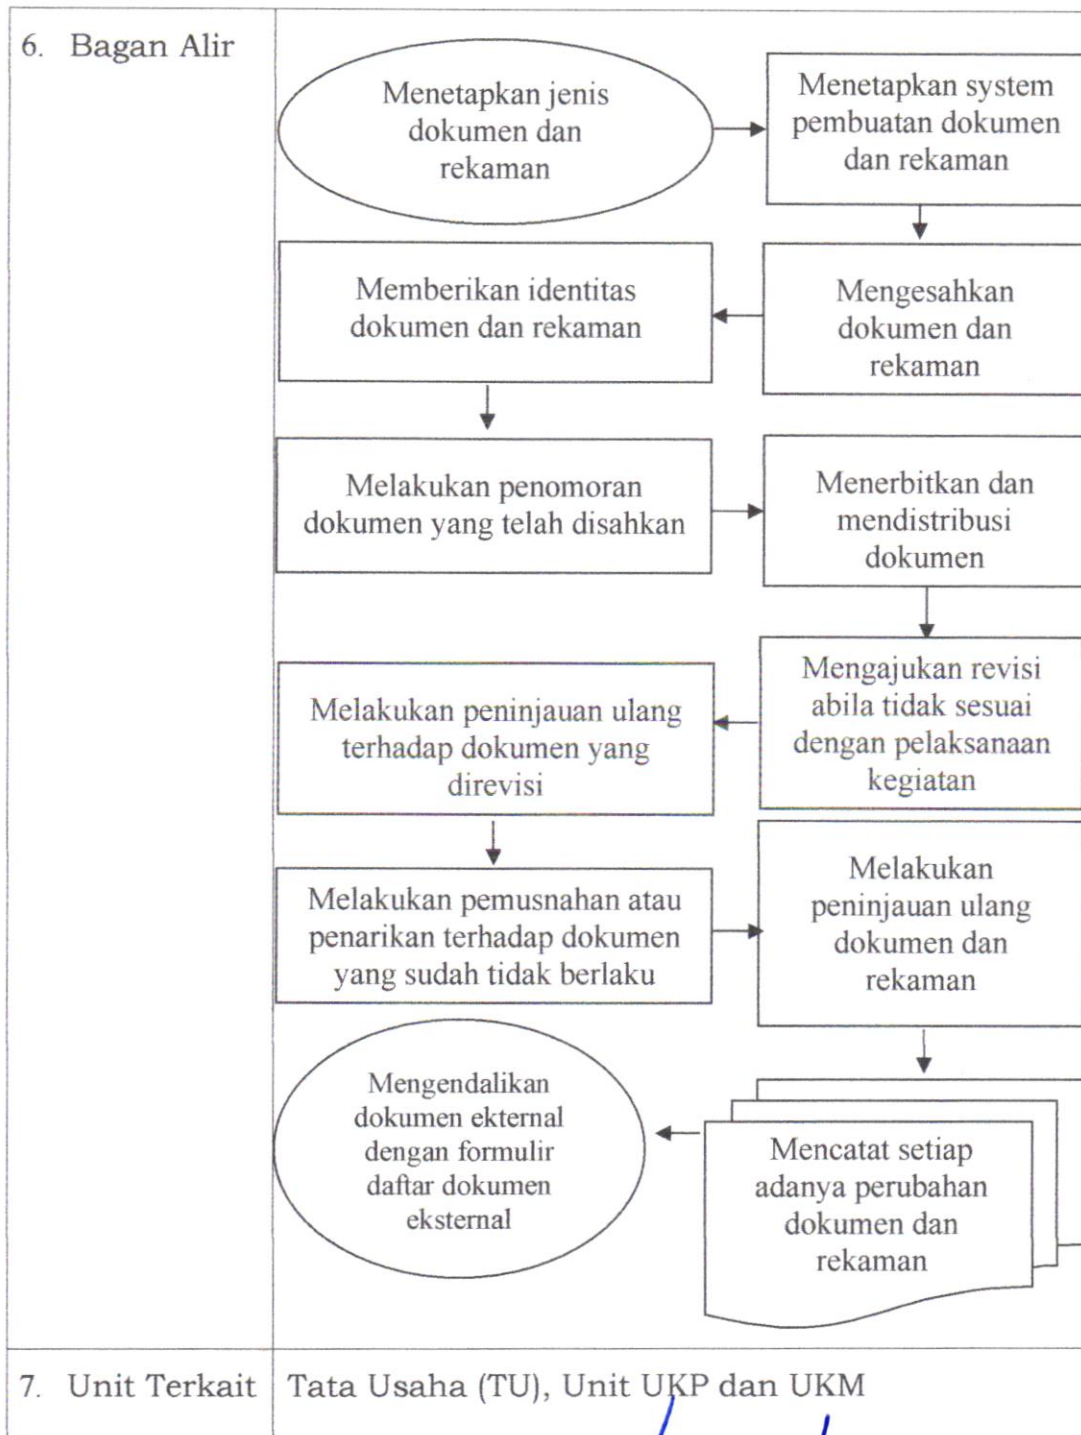 6. Bagan Alir
Menetapkan jenis
dokumen dan
rekaman
Menetapkan system
pembuatan dokumen
dan rekaman
Mengesahkan
dokumen dan
rekaman
Memberikan identitas
dokumen dan rekaman
Melakukan penomoran
dokumen yang telah disahkan
Menerbitkan dan
mendistribusi
dokumen
Mengajukan revisi
abila tidak sesuai
dengan pelaksanaan
kegiatan
Melakukan peninjauan ulang
terhadap dokumen yang
direvisi
Melakukan pemusnahan atau
penarikan terhadap dokumen
yang sudah tidak berlaku
Melakukan
peninjauan ulang
dokumen dan
rekaman
Mencatat setiap
adanya perubahan
dokumen dan
rekaman
Mengendalikan
dokumen ekternal
dengan formulir
daftar dokumen
eksternal
7. Unit Terkait
Tata Usaha (TU), Unit UKP dan UKM